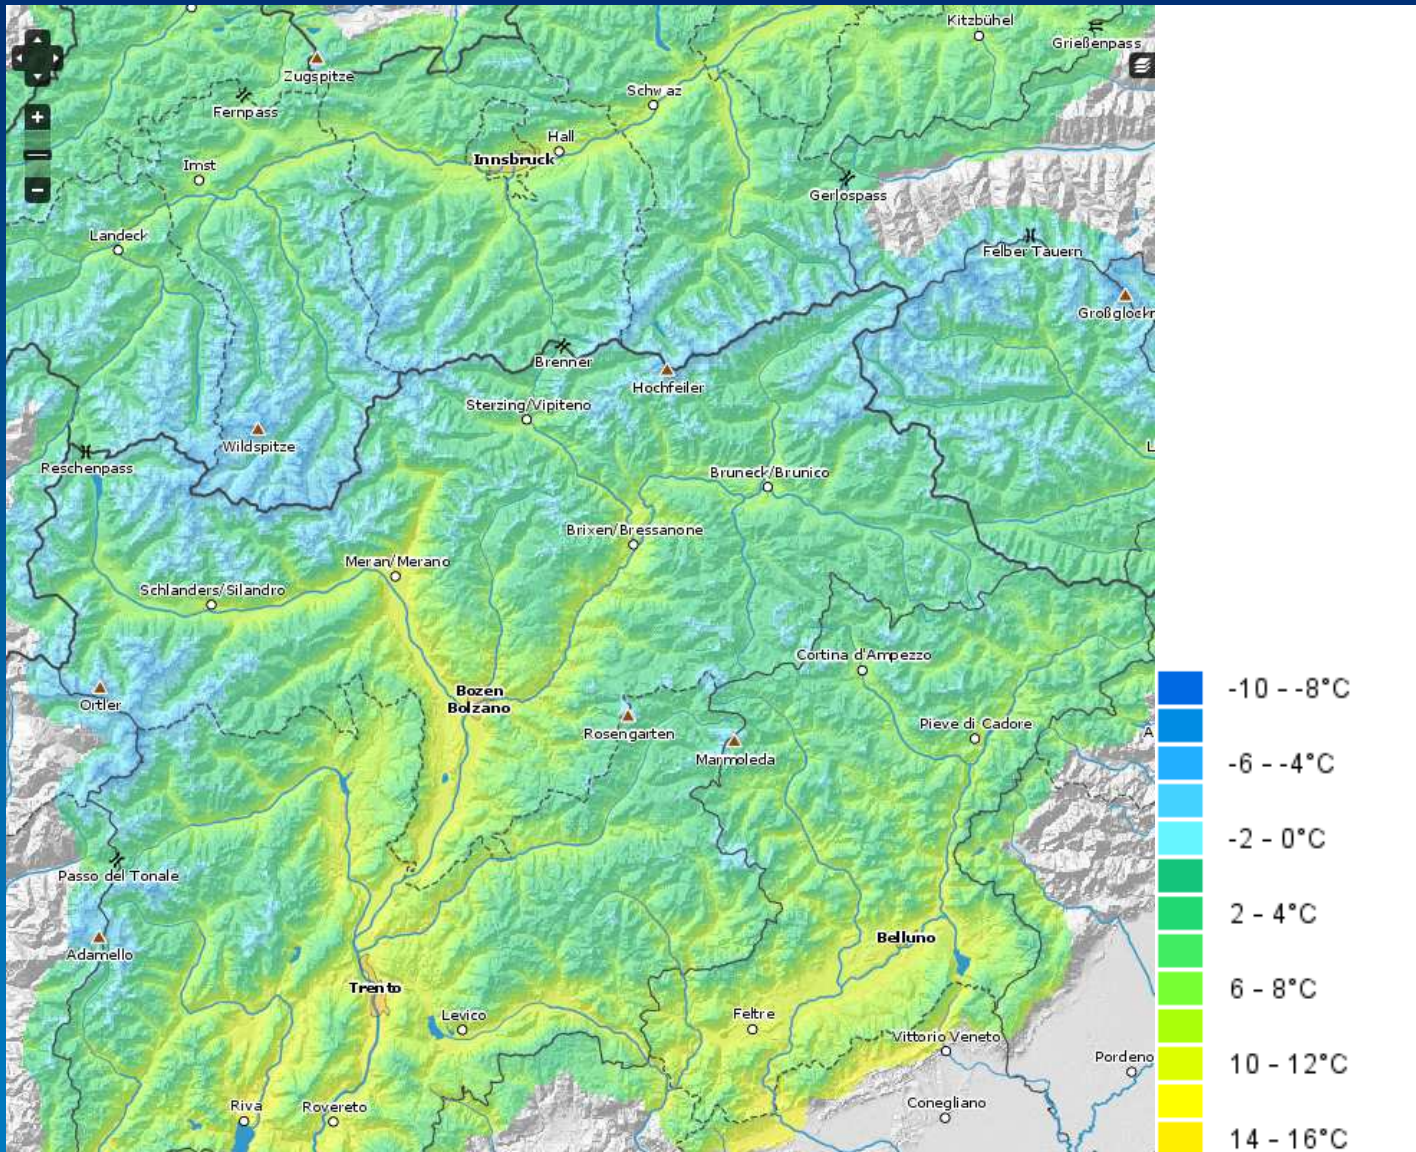 Kitzbühel
Grießenpass
Zugspitze
Fernpass
Schwaz
Hall
Innsbruck
Imst
Gerlospass
Landeck
Felber Tauern
Großglock
Brenner
Hochfeiler
Sterzing/Vipiteno
Wildspitze
Reschenpass
L
Bruneck/Brunico
Brixen/Bressanone
Meran/Merano
Schlanders/Silandro
Cortina d'Ampezzo
Ortler
Bozen
Bolzano
Rosengarten
Pieve di Cadore
A
Marmoleda
Passo del Tonale
Adamello
Belluno
Trento
Levico
Feltre
Vittorio Veneto
Pordeno
Riva
Rovereto
Conegliano
-10 - -8°C
-6 - -4°C
-2 - 0°C
2 - 4°C
6 - 8°C
10 - 12°C
14 - 16°C